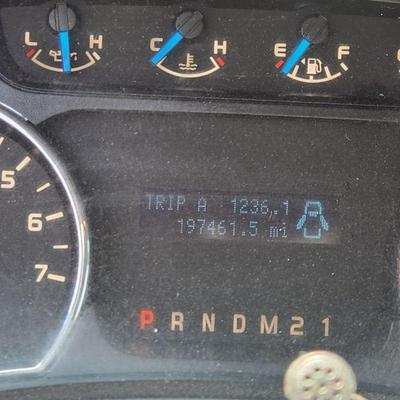 L H C H E F
5
6
7
TRIP A 1236.1
197461.5 mi
P R N D M 2 1